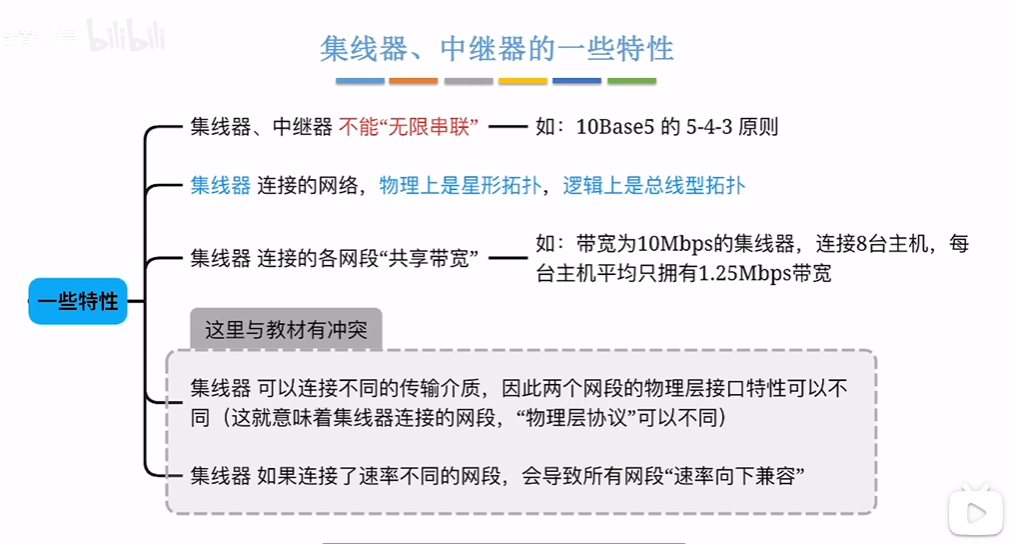 bilibili
集线器、中继器的一些特性
集线器、中继器 不能“无限串联”
如：10Base5 的 5-4-3 原则
集线器 连接的网络，物理上是星形拓扑，逻辑上是总线型拓扑
集线器 连接的各网段“共享带宽”
如：带宽为10Mbps的集线器，连接8台主机，每
台主机平均只拥有1.25Mbps带宽
一些特性
这里与教材有冲突
集线器 可以连接不同的传输介质，因此两个网段的物理层接口特性可以不
同（这就意味着集线器连接的网段，“物理层协议”可以不同）
集线器 如果连接了速率不同的网段，会导致所有网段“速率向下兼容”